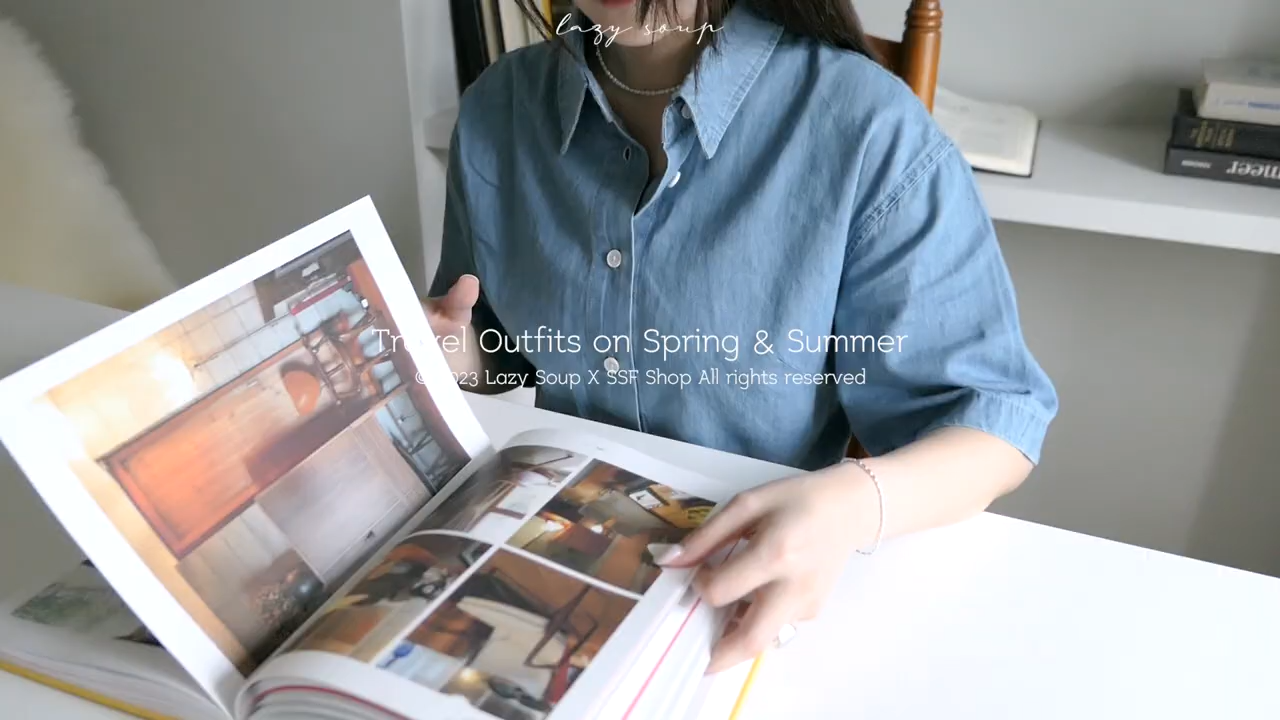 lazy soup
Travel Outfits on Spring & Summer
© 2023 Lazy Soup X SSF Shop All rights reserved